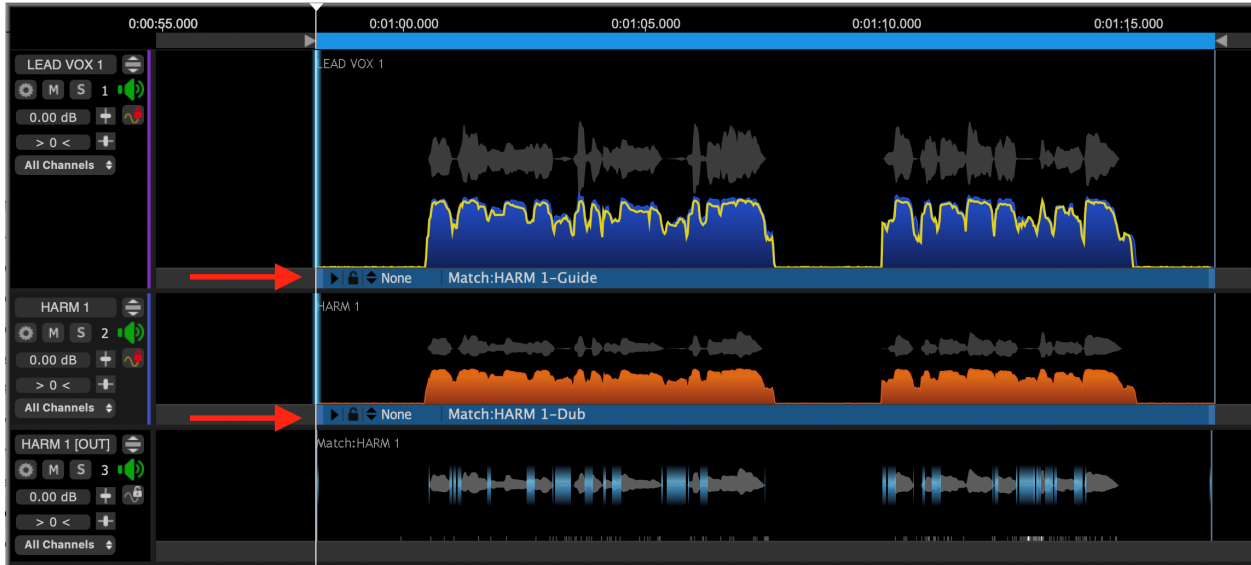 0:00:55.000 0:01:00.000 0:01:05.000 0:01:10.000 0:01:15.000
LEAD VOX 1
M S 1
0.00 dB
> 0 <
All Channels
LEAD VOX 1
None Match:HARM 1-Guide
HARM 1
M S 2
0.00 dB
> 0 <
All Channels
HARM 1
None Match:HARM 1-Dub
HARM 1 [OUT]
M S 3
0.00 dB
> 0 <
All Channels
Match:HARM 1